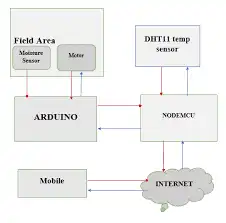 Field Area
Moisture
Sensor
Motor
DHT11 temp
sensor
ARDUINO
NODEMCU
Mobile
INTERNET